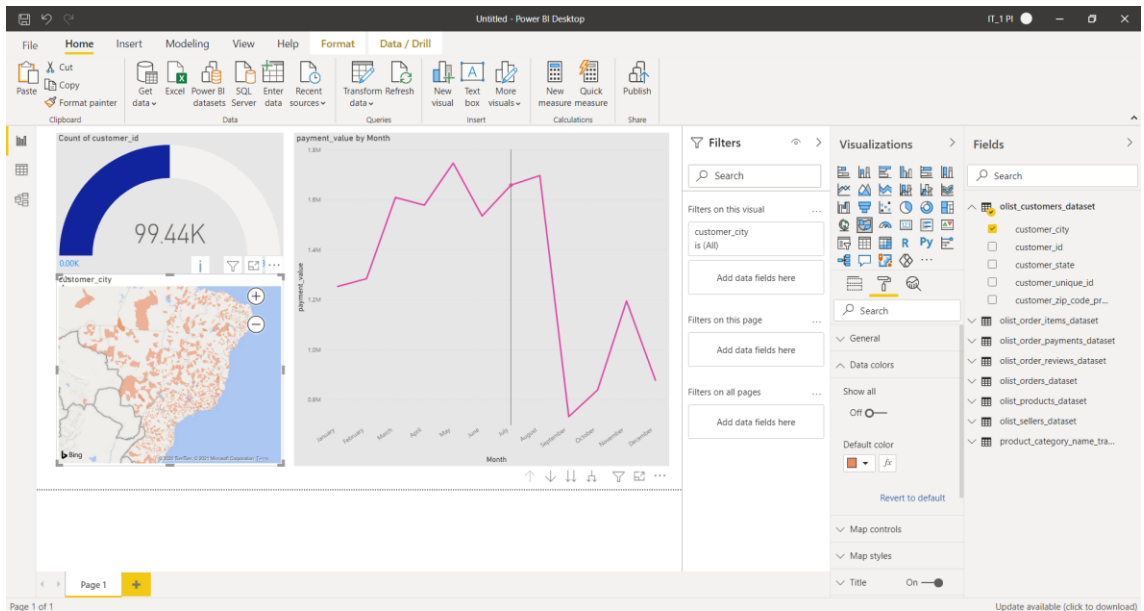 Untitled - Power BI Desktop
IT_1 PI
File Home Insert Modeling View Help Format Data / Drill
Paste
Cut
Copy
Format painter
Get data
Excel
Power BI datasets
SQL Server
Enter data
Recent sources
Transform data
Refresh
New visual
Text box
More visuals
New measure
Quick measure
Publish
Clipboard Data Queries Insert Calculations Share
Count of customer_id
99.44K
0.00K
customer_city
Bing
payment_value by Month
payment_value
1.8M
1.6M
1.4M
1.2M
1.0M
0.8M
January February March April May June July August September October November December
Month
Filters
Search
Filters on this visual ...
customer_city
is (All)
Add data fields here
Filters on this page ...
Add data fields here
Filters on all pages ...
Add data fields here
Visualizations
R Py
Search
General
Data colors
Show all
Off
Default color
fx
Revert to default
Map controls
Map styles
Title On
Fields
Search
olist_customers_dataset
customer_city
customer_id
customer_state
customer_unique_id
customer_zip_code_pr...
olist_order_items_dataset
olist_order_payments_dataset
olist_order_reviews_dataset
olist_orders_dataset
olist_products_dataset
olist_sellers_dataset
product_category_name_tra...
Page 1 +
Page 1 of 1
Update available (click to download)